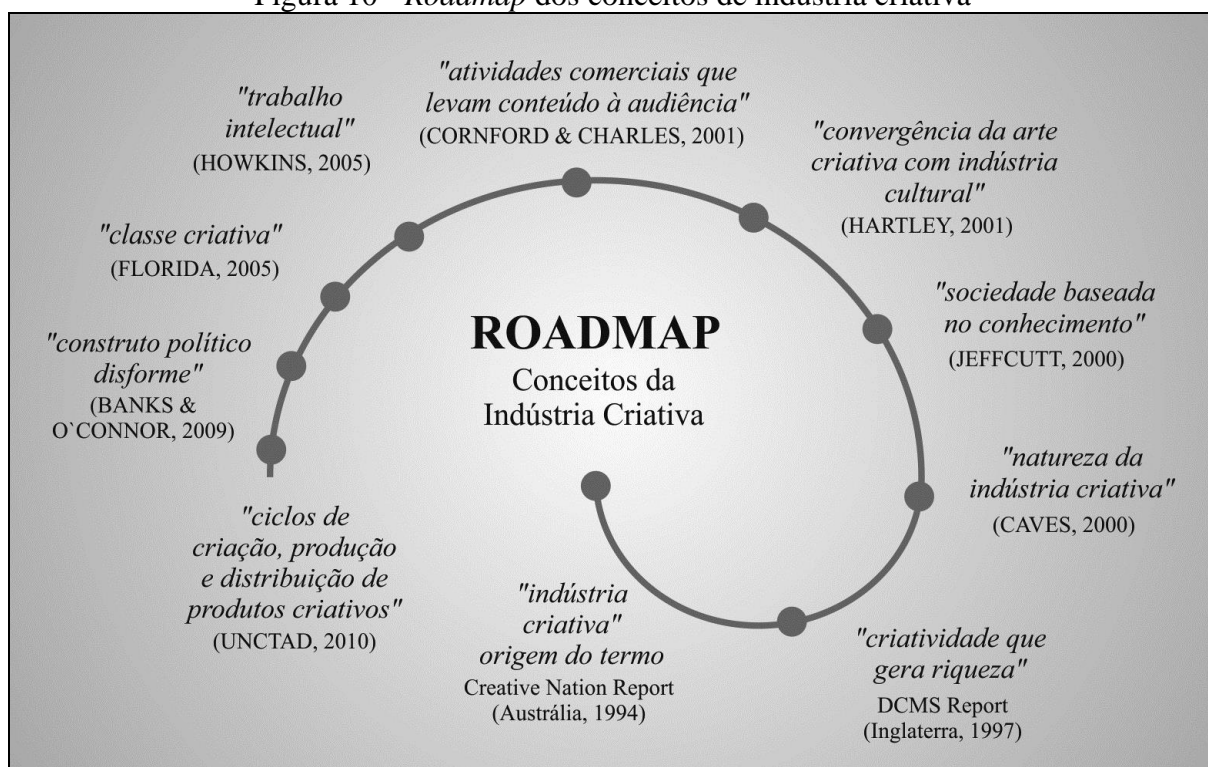 Figura 10 - Roadmap dos conceitos de indústria criativa
"atividades comerciais que
levam conteúdo à audiência"
(CORNFORD & CHARLES, 2001)
"trabalho
intelectual"
(HOWKINS, 2005)
"convergência da arte
criativa com indústria
cultural"
(HARTLEY, 2001)
"classe criativa"
(FLORIDA, 2005)
"sociedade baseada
no conhecimento"
(JEFFCUTT, 2000)
"construto político
disforme"
(BANKS &
O`CONNOR, 2009)
ROADMAP
Conceitos da
Indústria Criativa
"natureza da
indústria criativa"
(CAVES, 2000)
"ciclos de
criação, produção
e distribuição de
produtos criativos"
(UNCTAD, 2010)
"indústria
criativa"
origem do termo
Creative Nation Report
(Austrália, 1994)
"criatividade que
gera riqueza"
DCMS Report
(Inglaterra, 1997)